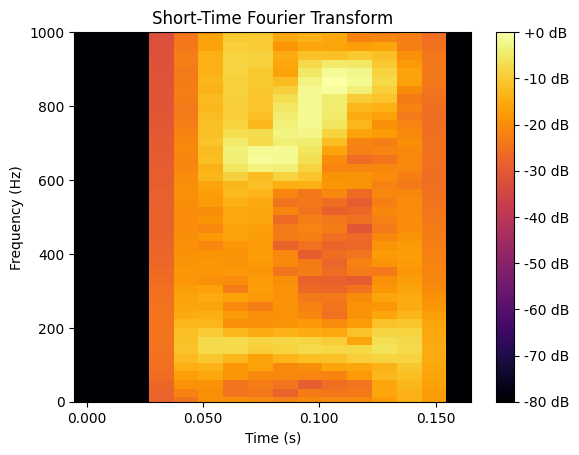 Short-Time Fourier Transform
1000
800
600
400
200
0
Frequency (Hz)
0.000
0.050
0.100
0.150
Time (s)
+0 dB
-10 dB
-20 dB
-30 dB
-40 dB
-50 dB
-60 dB
-70 dB
-80 dB